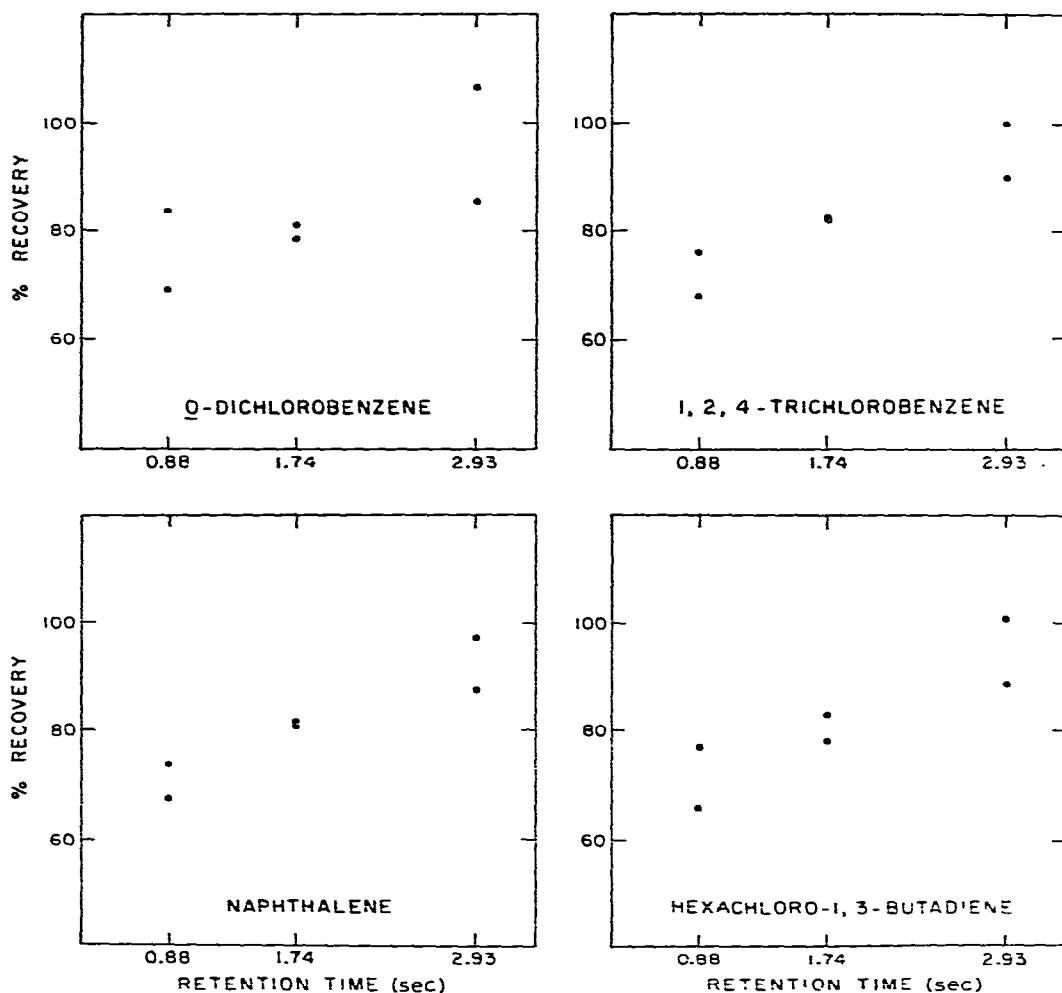 % RECOVERY
100
80
60
O-DICHLOROBENZENE
0.88 1.74 2.93
100
80
60
1, 2, 4 - TRICHLOROBENZENE
0.88 1.74 2.93
% RECOVERY
100
80
60
NAPHTHALENE
0.88 1.74 2.93
RETENTION TIME (sec)
100
80
60
HEXACHLORO-1, 3-BUTADIENE
0.88 1.74 2.93
RETENTION TIME (sec)